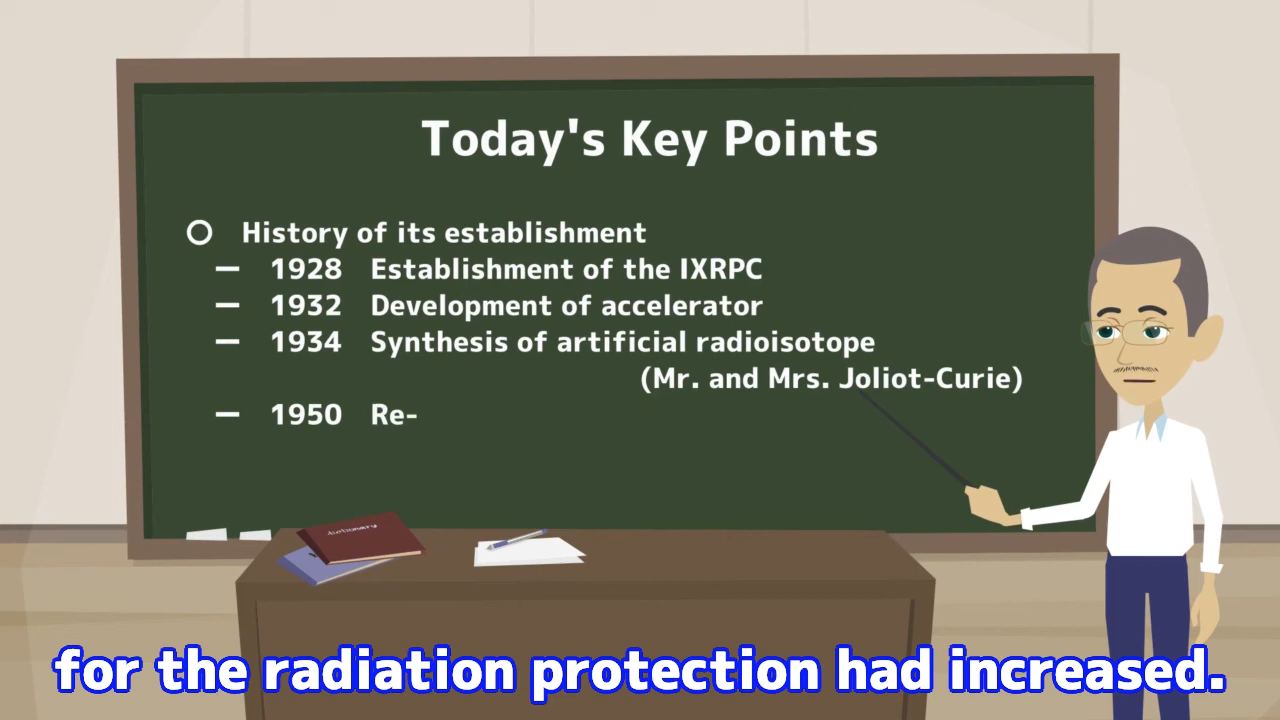 Today's Key Points
○ History of its establishment
— 1928 Establishment of the IXRPC
— 1932 Development of accelerator
— 1934 Synthesis of artificial radioisotope
(Mr. and Mrs. Joliot-Curie)
— 1950 Re-
dictionary
for the radiation protection had increased.